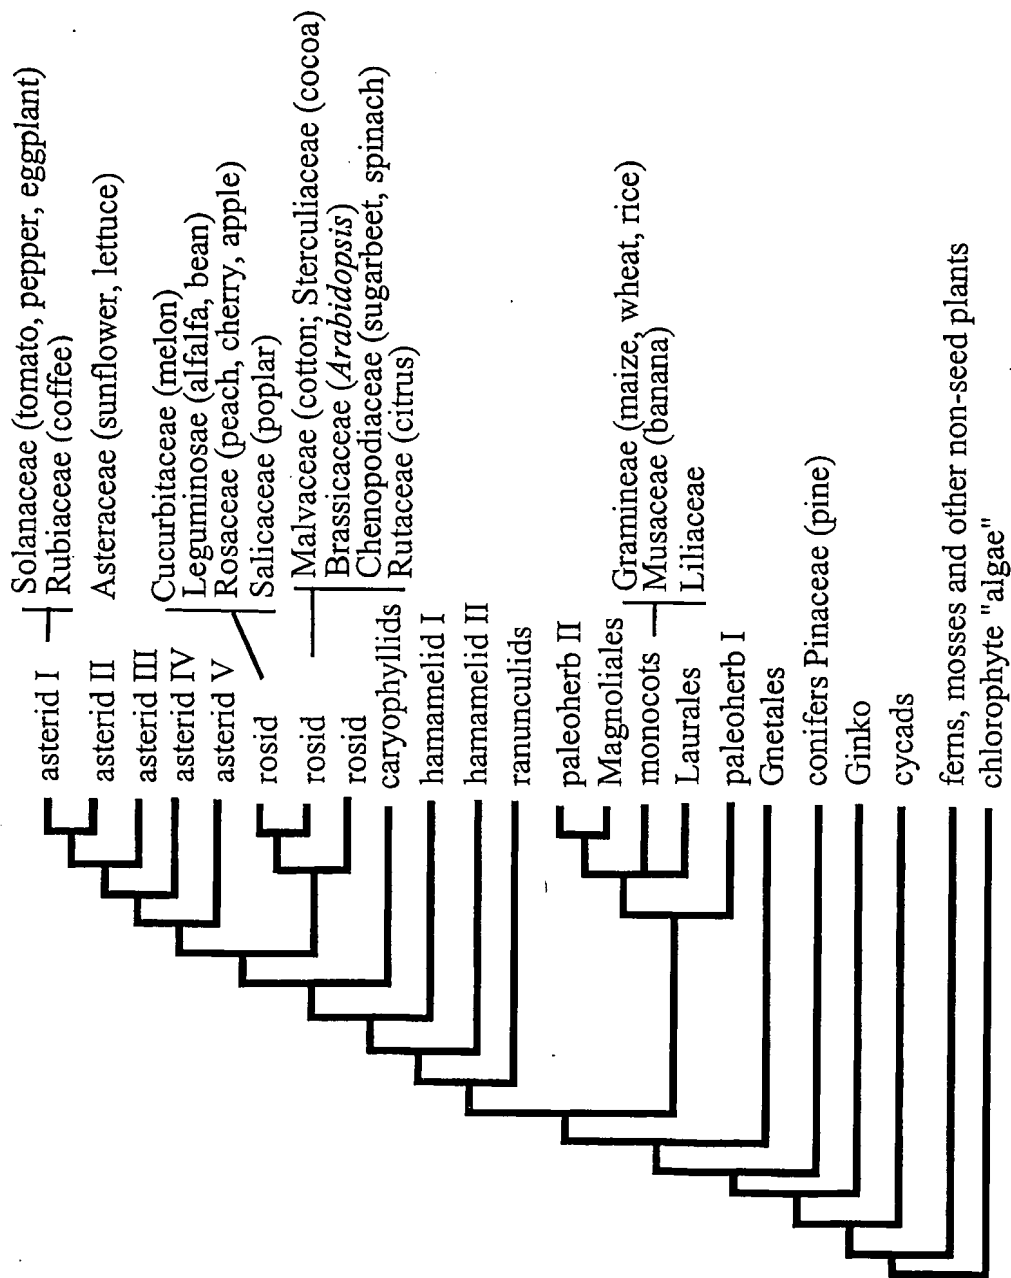 Solanaceae (tomato, pepper, eggplant)
Rubiaceae (coffee)
Asteraceae (sunflower, lettuce)
Cucurbitaceae (melon)
Leguminosae (alfalfa, bean)
Rosaceae (peach, cherry, apple)
Salicaceae (poplar)
Malvaceae (cotton; Sterculiaceae (cocoa)
Brassicaceae (Arabidopsis)
Chenopodiaceae (sugarbeet, spinach)
Rutaceae (citrus)
Gramineae (maize, wheat, rice)
Musaceae (banana)
Liliaceae
asterid I
asterid II
asterid III
asterid IV
asterid V
rosid
rosid
rosid
caryophyllids
hamamelid I
hamamelid II
ranunculids
paleoherb II
Magnoliales
monocots
Laurales
paleoherb I
Gnetales
conifers Pinaceae (pine)
Ginko
cycads
ferns, mosses and other non-seed plants
chlorophyte "algae"